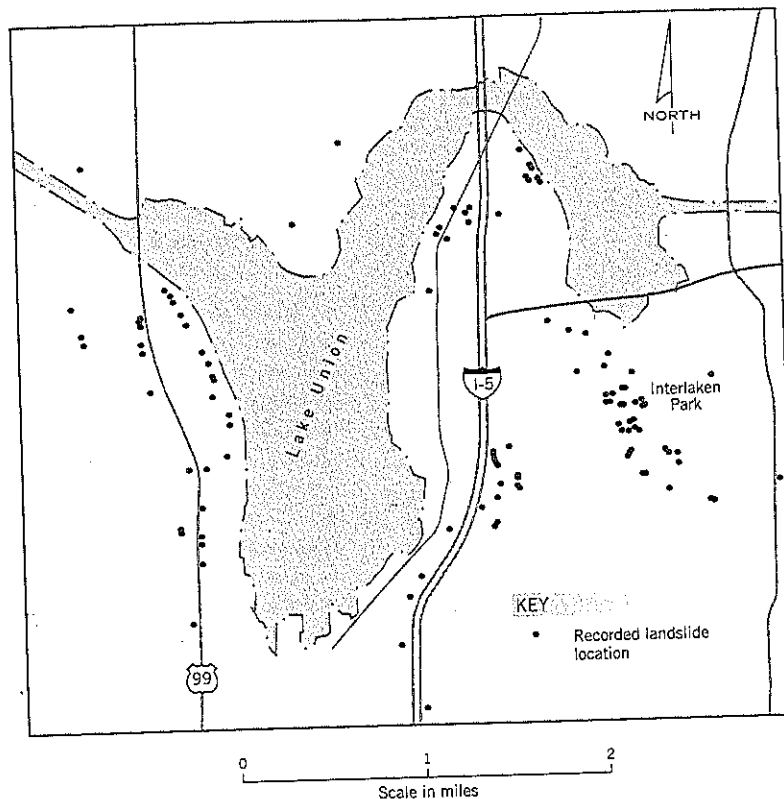 NORTH
Lake Union
I-5
Interlaken
Park
KEY
Recorded landslide
location
99
0 1 2
Scale in miles